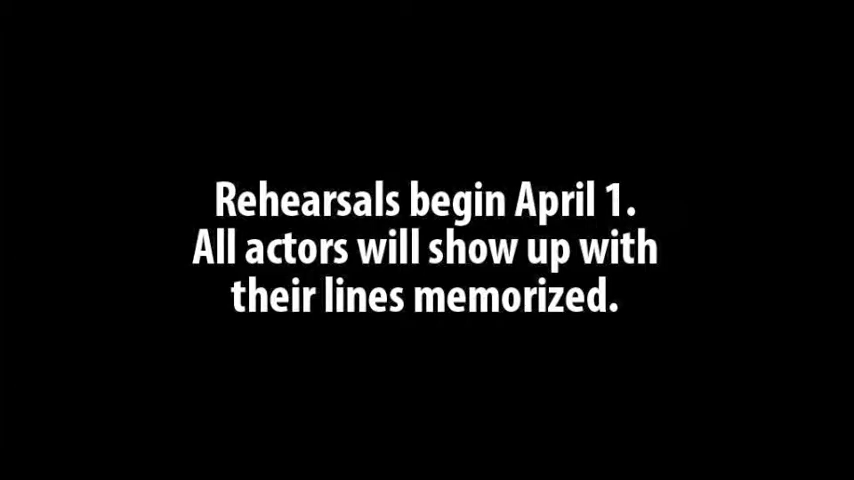 Rehearsals begin April 1.
All actors will show up with
their lines memorized.